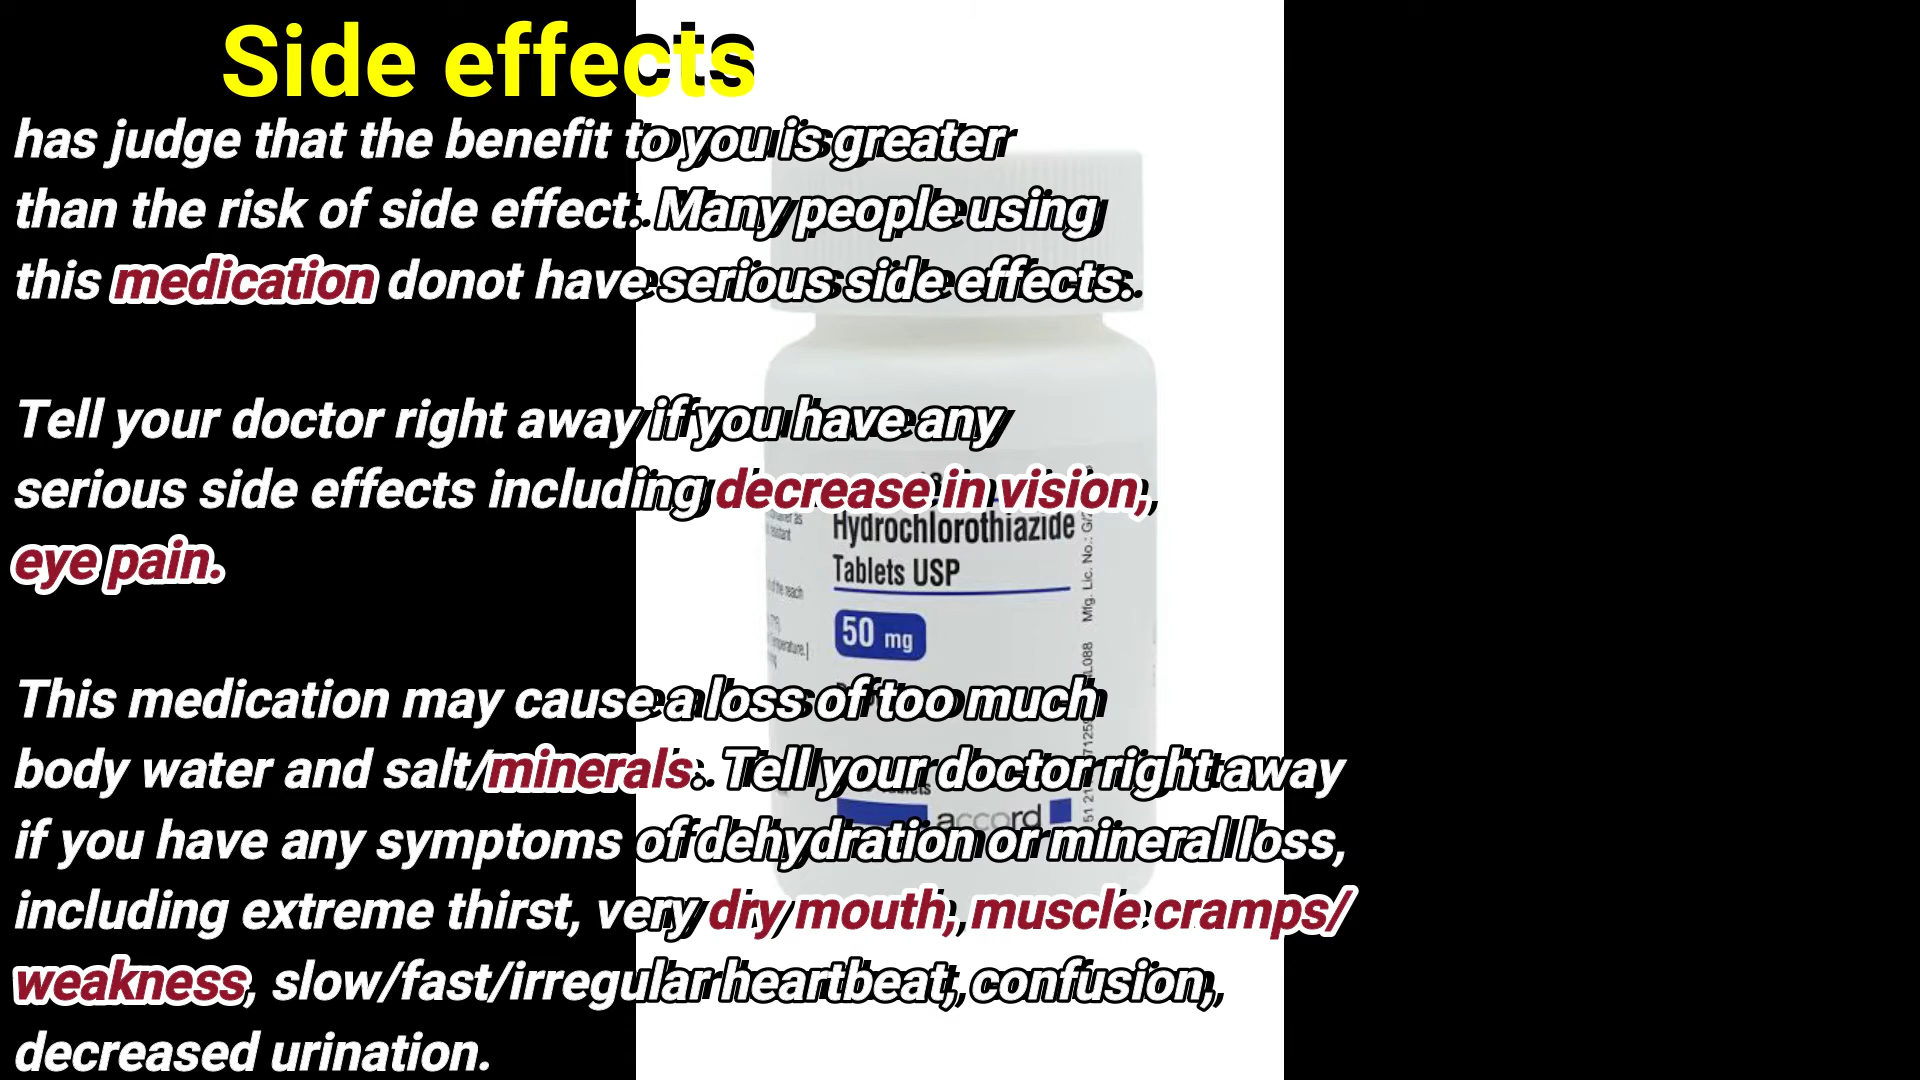 Side effects
has judge that the benefit to you is greater
than the risk of side effect. Many people using
this medication donot have serious side effects.
Tell your doctor right away if you have any
serious side effects including decrease in vision,
eye pain.
Hydrochlorothiazide
Tablets USP
50 mg
This medication may cause a loss of too much
body water and salt/minerals. Tell your doctor right away
if you have any symptoms of dehydration or mineral loss,
including extreme thirst, very dry mouth, muscle cramps/
weakness, slow/fast/irregular heartbeat, confusion,
decreased urination.
accord
Mfg. Lic. No.: